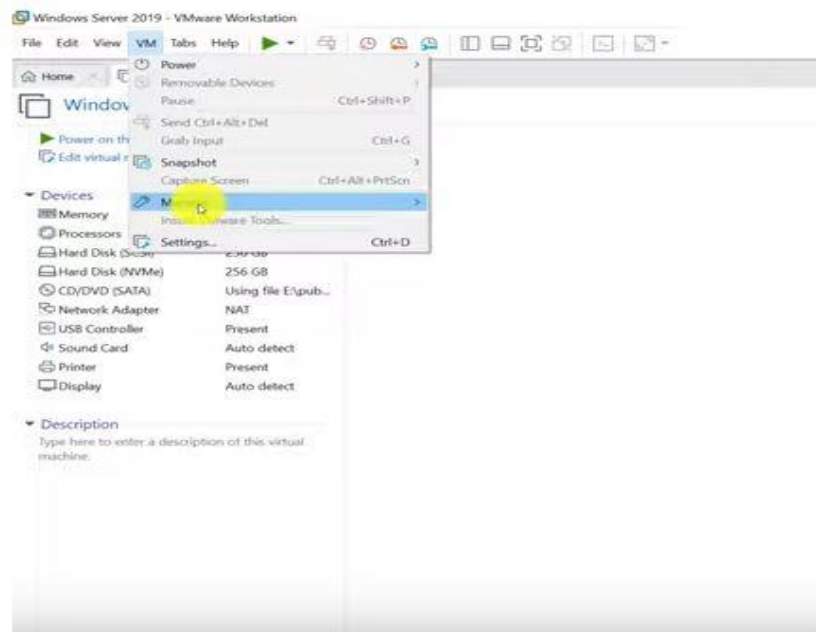 Windows Server 2019 - VMware Workstation
File Edit View VM Tabs Help
Home
Window
Power on th
Edit virtual
Power
Removable Devices
Pause Ctrl+Shift+P
Send Ctrl+Alt+Del
Grab Input Ctrl+G
Snapshot
Capture Screen Ctrl+Alt+PrtScn
Settings... Ctrl+D
Devices
Memory
Processors
Hard Disk (SCSI)
Hard Disk (NVMe) 256 GB
CD/DVD (SATA) Using file E:\pub...
Network Adapter NAT
USB Controller Present
Sound Card Auto detect
Printer Present
Display Auto detect
Description
Type here to enter a description of this virtual
machine.